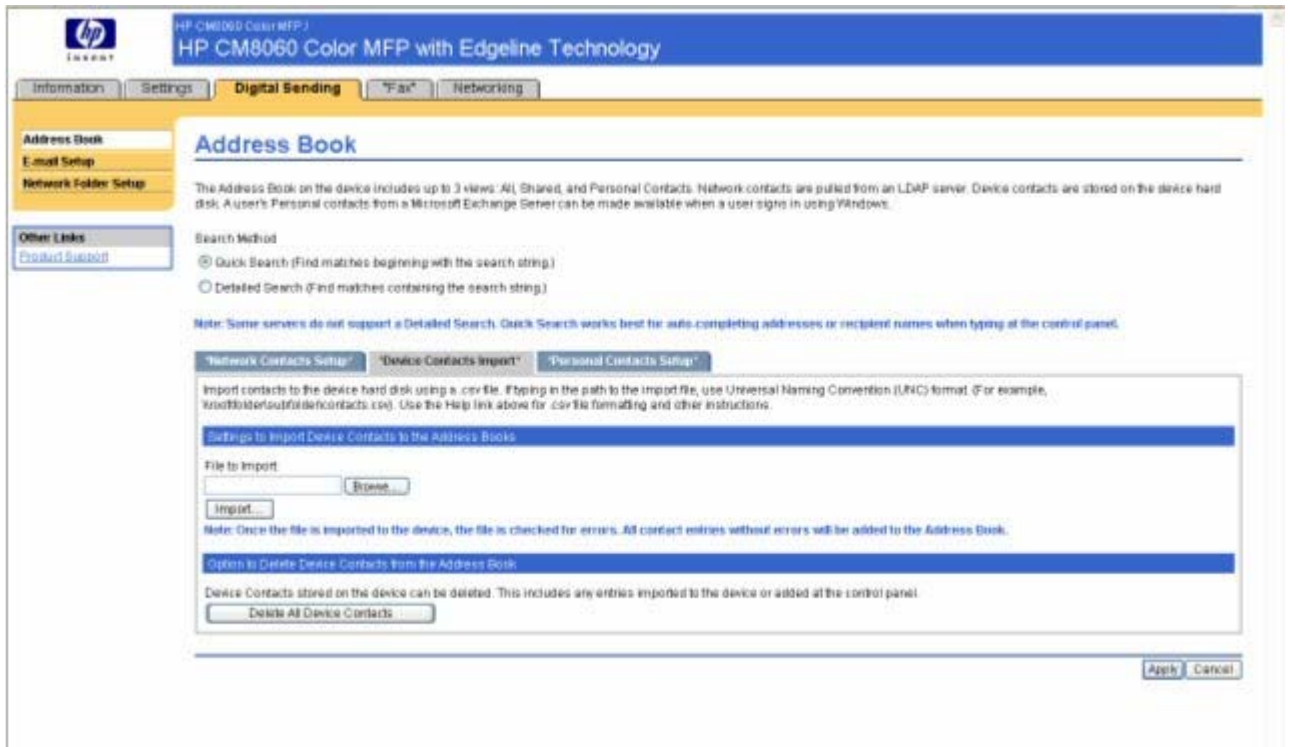 hp
invent
HP CM8060 Color MFP /
HP CM8060 Color MFP with Edgeline Technology
Information
Settings
Digital Sending
"Fax"
Networking
Address Book
E-mail Setup
Network Folder Setup
Other Links
Product Support
Address Book
The Address Book on the device includes up to 3 views: All, Shared, and Personal Contacts. Network contacts are pulled from an LDAP server. Device contacts are stored on the device hard
disk. A user's Personal contacts from a Microsoft Exchange Server can be made available when a user signs in using Windows.
Search Method
Quick Search (Find matches beginning with the search string.)
Detailed Search (Find matches containing the search string.)
Note: Some servers do not support a Detailed Search. Quick Search works best for auto-completing addresses or recipient names when typing at the control panel.
"Network Contacts Setup"
"Device Contacts Import"
"Personal Contacts Setup"
Import contacts to the device hard disk using a .csv file. If typing in the path to the import file, use Universal Naming Convention (UNC) format. (For example,
\\rootfolder\subfolder\contacts.csv). Use the Help link above for .csv file formatting and other instructions.
Settings to Import Device Contacts to the Address Books
File to Import
Browse...
Import...
Note: Once the file is imported to the device, the file is checked for errors. All contact entries without errors will be added to the Address Book.
Option to Delete Device Contacts from the Address Book
Device Contacts stored on the device can be deleted. This includes any entries imported to the device or added at the control panel.
Delete All Device Contacts
Apply
Cancel